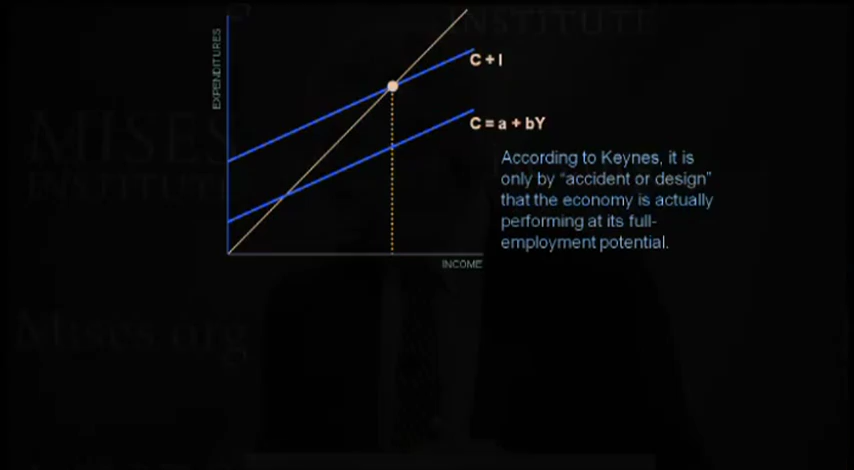 INSTITUTE
EXPENDITURES
C + I
MISES
INSTITUTE
C = a + bY
According to Keynes, it is
only by “accident or design”
that the economy is actually
performing at its full-
employment potential.
INCOME
Mises.org